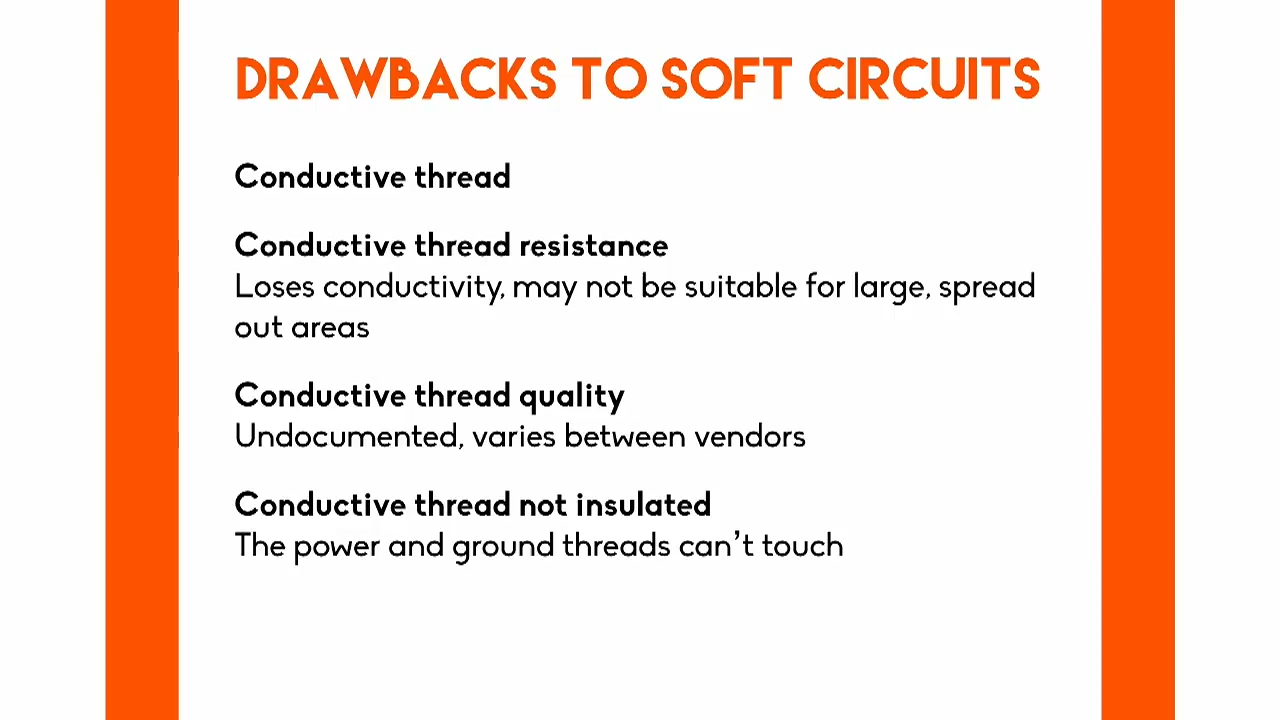 DRAWBACKS TO SOFT CIRCUITS
Conductive thread
Conductive thread resistance
Loses conductivity, may not be suitable for large, spread
out areas
Conductive thread quality
Undocumented, varies between vendors
Conductive thread not insulated
The power and ground threads can’t touch